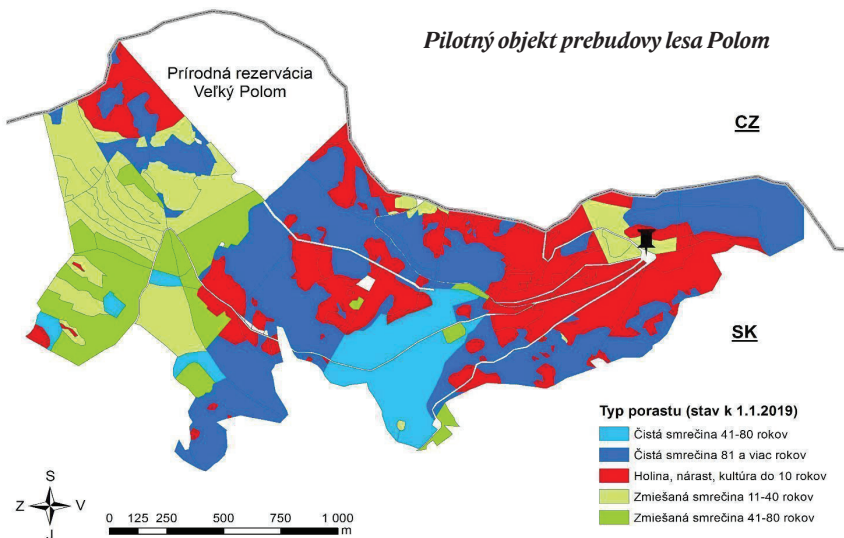 Pilotný objekt prebudovy lesa Polom
Prírodná rezervácia
Veľký Polom
CZ
SK
Typ porastu (stav k 1.1.2019)
Čistá smrečina 41-80 rokov
Čistá smrečina 81 a viac rokov
Holina, nárast, kultúra do 10 rokov
Zmiešaná smrečina 11-40 rokov
Zmiešaná smrečina 41-80 rokov
S
Z V
J
0 125 250 500 750 1 000
m